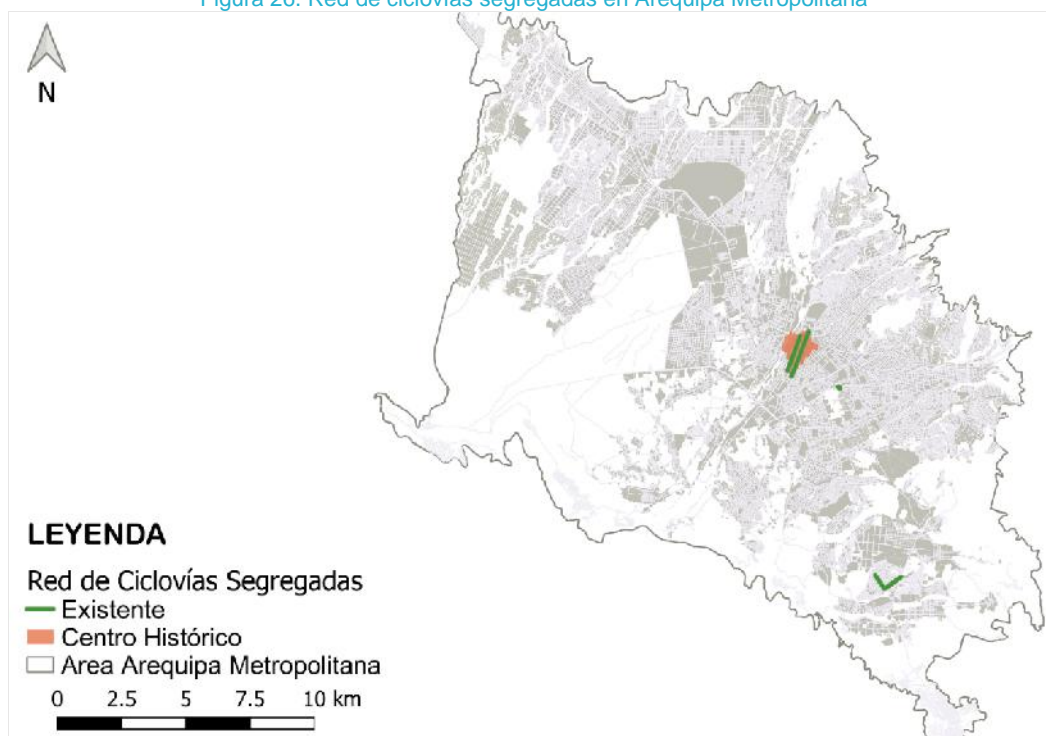 Figura 26. Red de ciclovías segregadas en Arequipa Metropolitana
N
LEYENDA
Red de Ciclovías Segregadas
Existente
Centro Histórico
Area Arequipa Metropolitana
0 2.5 5 7.5 10 km